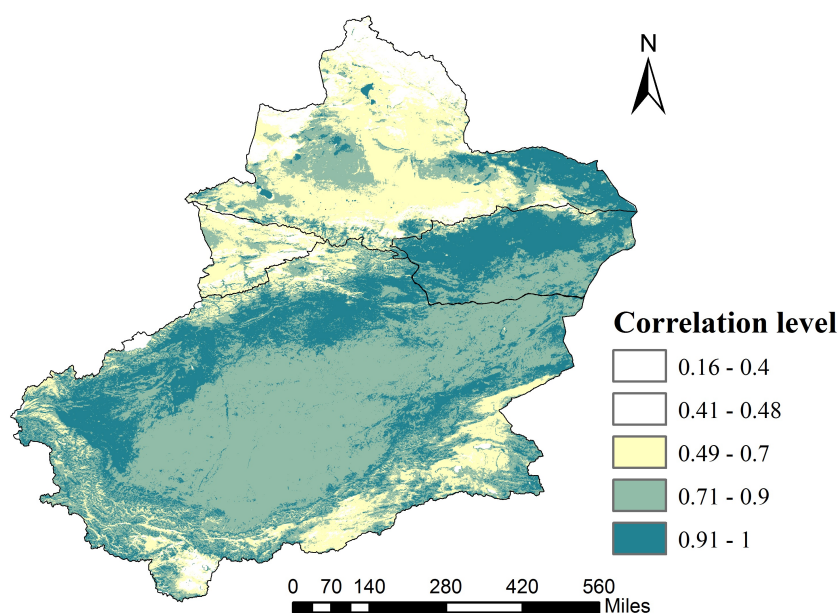 N
Correlation level
0.16 - 0.4
0.41 - 0.48
0.49 - 0.7
0.71 - 0.9
0.91 - 1
0 70 140 280 420 560
Miles